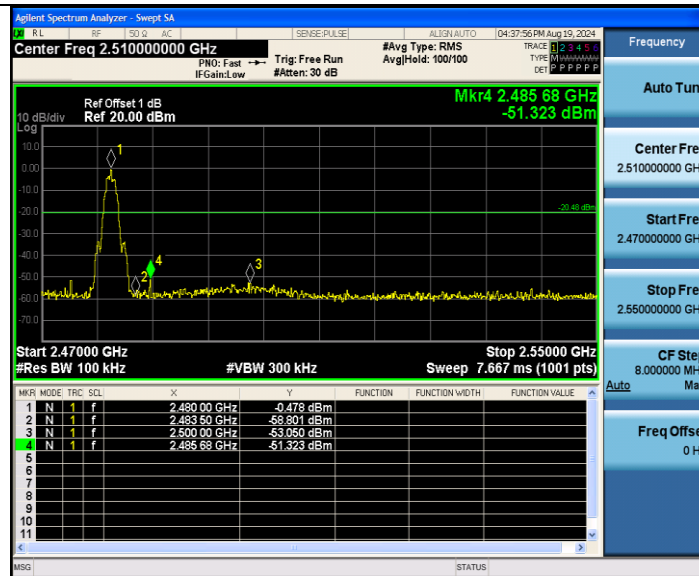 Agilent Spectrum Analyzer - Swept SA
RL RF 50 Ω AC SENSE:PULSE ALIGN AUTO 04:37:56 PM Aug 19, 2024
Center Freq 2.510000000 GHz
PNO: Fast Trig: Free Run #Avg Type: RMS TRACE 1 2 3 4 5 6
IFGain:Low #Atten: 30 dB Avg|Hold: 100/100 TYPE M
DET P P P P P P
Ref Offset 1 dB Mkr4 2.485 68 GHz
10 dB/div Ref 20.00 dBm -51.323 dBm
Log
10.0
0.00
-10.0
-20.0
-30.0
-40.0
-50.0
-60.0
-70.0
1
2
4
3
-20.48 dBm
Start 2.47000 GHz Stop 2.55000 GHz
#Res BW 100 kHz #VBW 300 kHz Sweep 7.667 ms (1001 pts)
MKR MODE TRC SCL X Y FUNCTION FUNCTION WIDTH FUNCTION VALUE
1 N 1 f 2.480 00 GHz -0.478 dBm
2 N 1 f 2.483 50 GHz -58.801 dBm
3 N 1 f 2.500 00 GHz -53.050 dBm
4 N 1 f 2.485 68 GHz -51.323 dBm
5
6
7
8
9
10
11
MSG STATUS
Frequency
Auto Tun
Center Fre
2.510000000 GH
Start Fre
2.470000000 GH
Stop Fre
2.550000000 GH
CF Ste
8.000000 MH
Auto Ma
Freq Offse
0 H